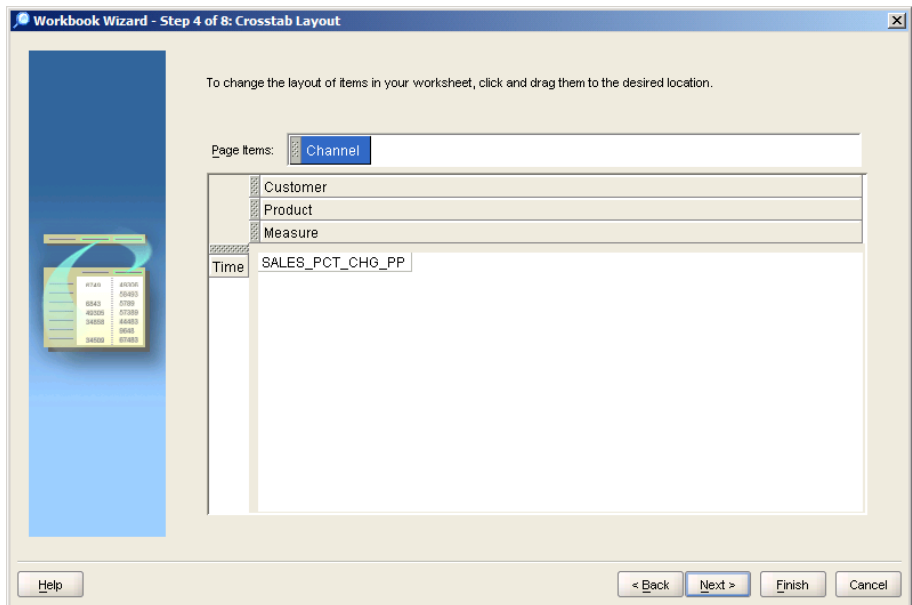 Workbook Wizard - Step 4 of 8: Crosstab Layout
To change the layout of items in your worksheet, click and drag them to the desired location.
Page Items: Channel
Customer
Product
Measure
Time SALES_PCT_CHG_PP
Help < Back Next > Finish Cancel